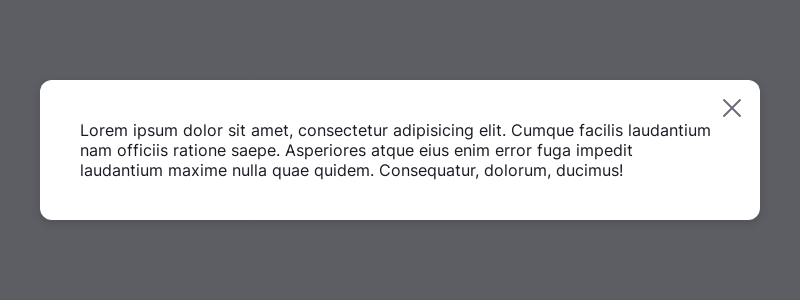 Lorem ipsum dolor sit amet, consectetur adipisicing elit. Cumque facilis laudantium
nam officiis ratione saepe. Asperiores atque eius enim error fuga impedit
laudantium maxime nulla quae quidem. Consequatur, dolorum, ducimus!